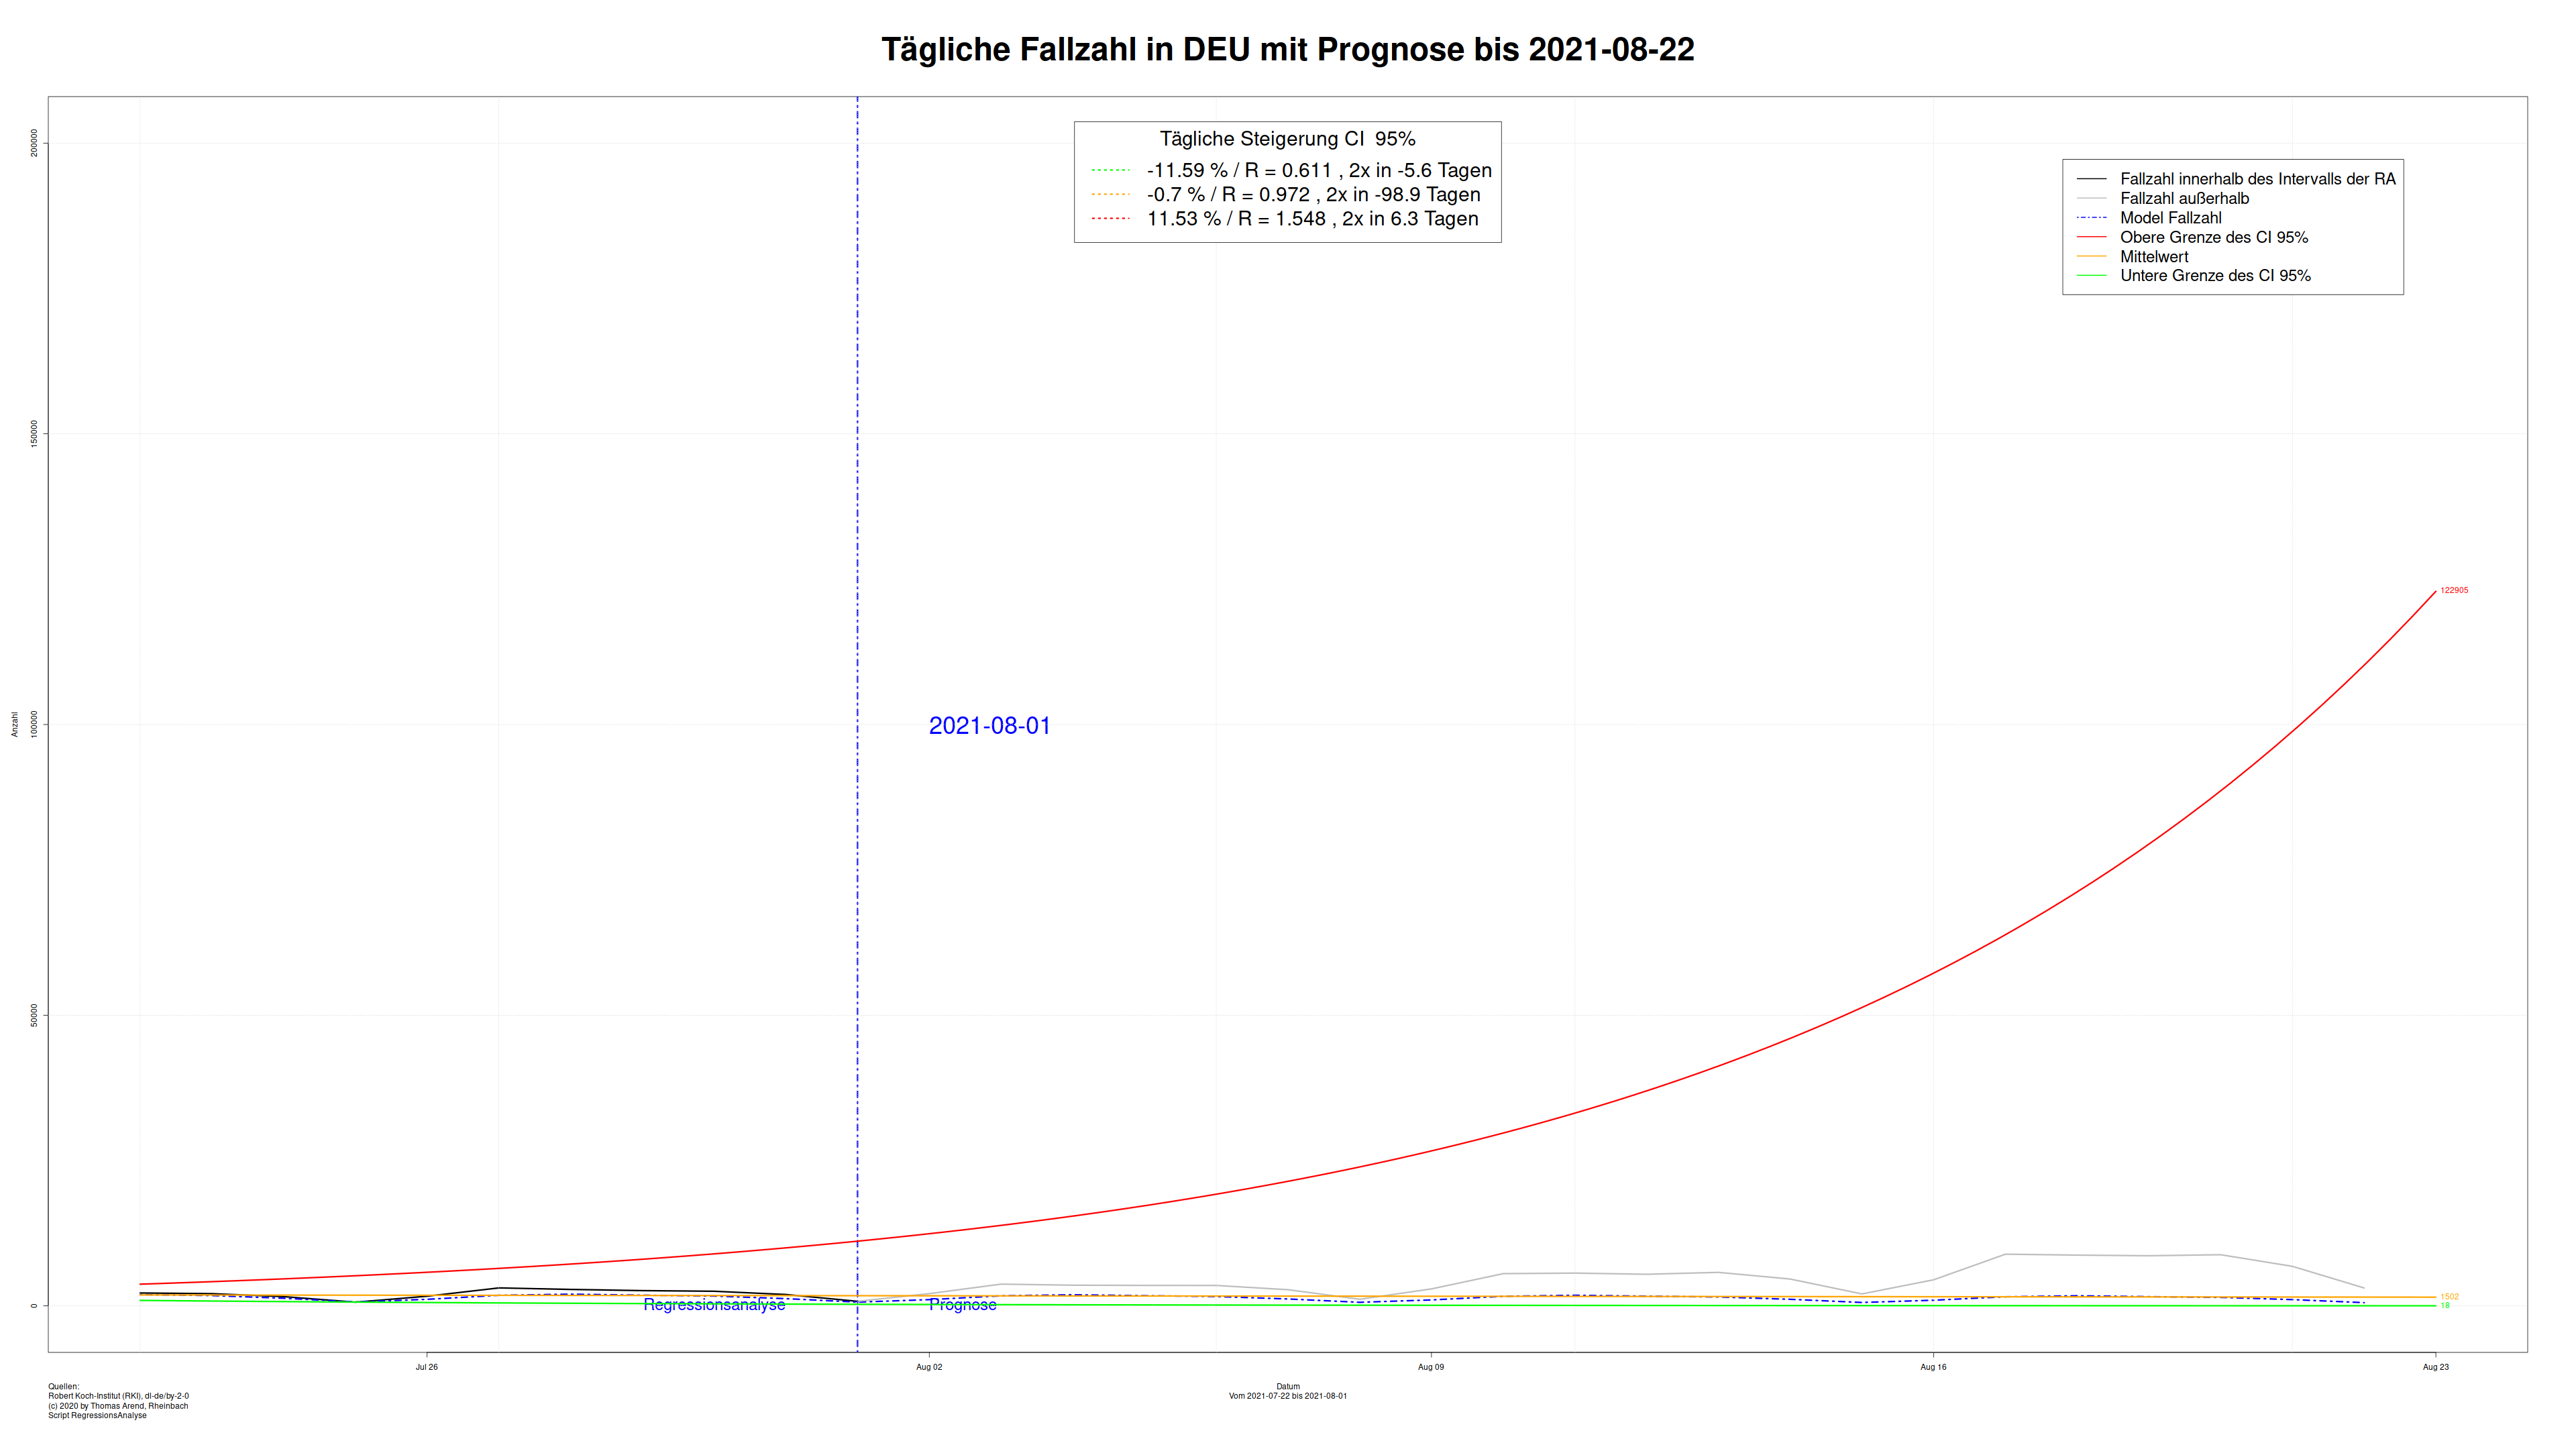 Tägliche Fallzahl in DEU mit Prognose bis 2021-08-22
Tägliche Steigerung CI 95%
-11.59 % / R = 0.611 , 2x in -5.6 Tagen
-0.7 % / R = 0.972 , 2x in -98.9 Tagen
11.53 % / R = 1.548 , 2x in 6.3 Tagen
Fallzahl innerhalb des Intervalls der RA
Fallzahl außerhalb
Model Fallzahl
Obere Grenze des CI 95%
Mittelwert
Untere Grenze des CI 95%
200000
150000
100000
50000
0
Anzahl
2021-08-01
122905
1502
18
Regressionsanalyse
Prognose
Jul 26
Aug 02
Aug 09
Aug 16
Aug 23
Datum
Vom 2021-07-22 bis 2021-08-01
Quellen:
Robert Koch-Institut (RKI), dl-de/by-2-0
(c) 2020 by Thomas Arend, Rheinbach
Script RegressionsAnalyse